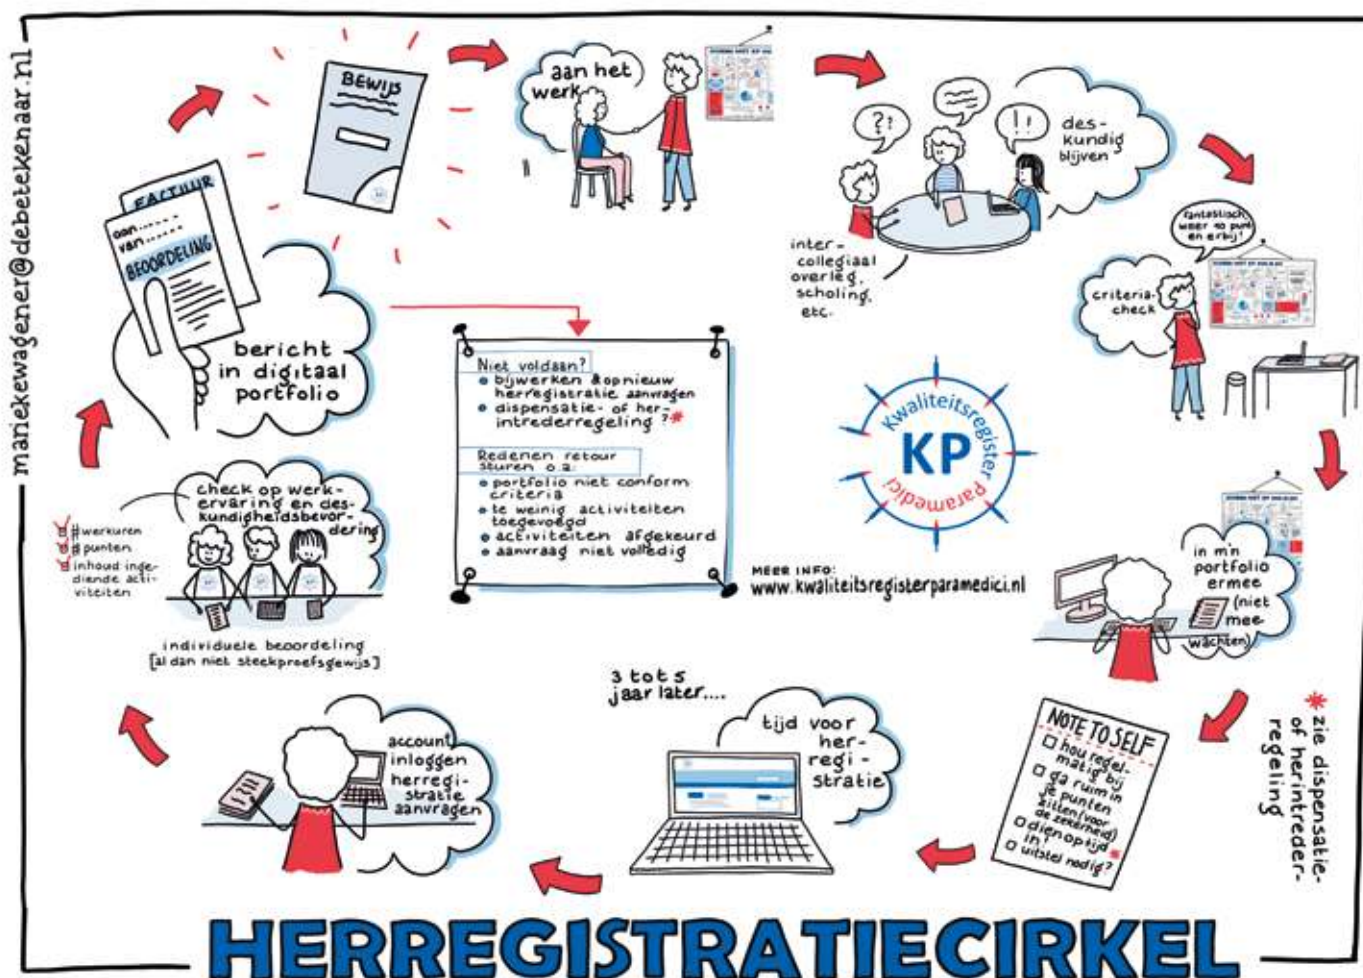 mariekewagener@debetekenaar.nl
BEWIJS
aan het
werk
??
!!
des-
kundig
blijven
inter-
collegiaal
overleg,
scholing,
etc.
fantastisch,
weer 10 punt
en erbij!
criteria-
check
in m'n
portfolio
ermee
(niet
mee
wachten)
NOTE TO SELF
hou regel-
matig bij
ga ruim in
je punten
zitten (voor
de zekerheid)
dien op tijd
in!
uitstel nodig? *
* zie dispensatie-
of herintreder-
regeling
3 tot 5
jaar later....
tijd voor
her-
regi-
stratie
account
inloggen
herregi-
stratie
aanvragen
check op werk-
ervaring en des-
kundigheidsbevor-
dering
# werkuren
# punten
inhoud inge-
diende acti-
viteiten
individuele beoordeling
[al dan niet steekproefsgewijs]
FACTUUR
aan......
van......
BEOORDELING
bericht
in digitaal
portfolio
Niet voldaan?
bijwerken & opnieuw
herregistratie aanvragen
dispensatie- of her-
intrederregeling? *
Redenen retour
sturen o.a:
portfolio niet conform
criteria
te weinig activiteiten
toegevoegd
activiteiten afgekeurd
aanvraag niet volledig
Kwaliteitsregister
KP
Paramedici
MEER INFO:
www.kwaliteitsregisterparamedici.nl
HERREGISTRATIECIRKEL